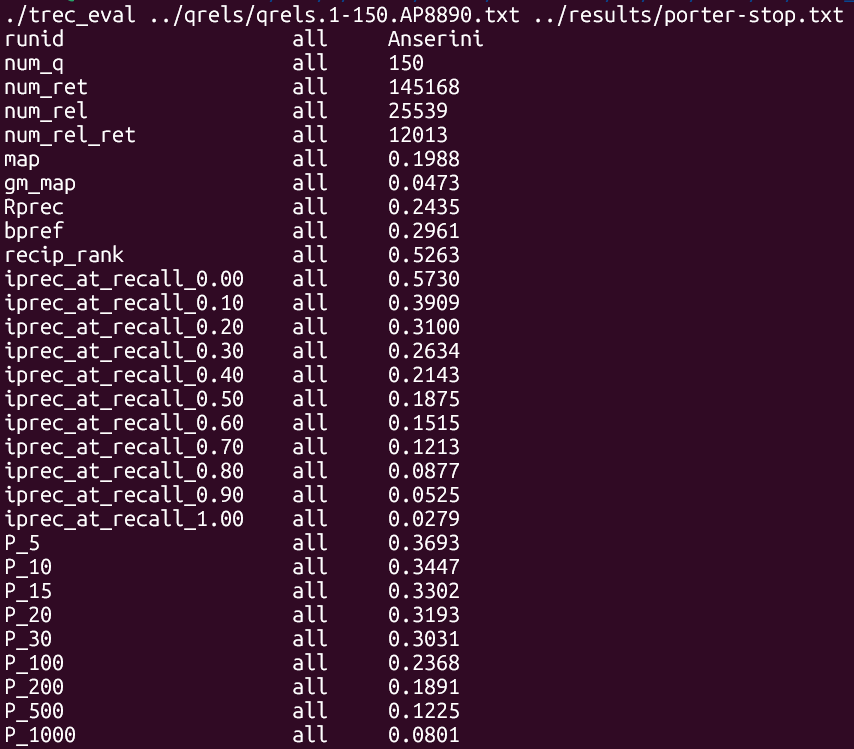 ./trec_eval ../qrels/qrels.1-150.AP8890.txt ../results/porter-stop.txt
runid all Anserini
num_q all 150
num_ret all 145168
num_rel all 25539
num_rel_ret all 12013
map all 0.1988
gm_map all 0.0473
Rprec all 0.2435
bpref all 0.2961
recip_rank all 0.5263
iprec_at_recall_0.00 all 0.5730
iprec_at_recall_0.10 all 0.3909
iprec_at_recall_0.20 all 0.3100
iprec_at_recall_0.30 all 0.2634
iprec_at_recall_0.40 all 0.2143
iprec_at_recall_0.50 all 0.1875
iprec_at_recall_0.60 all 0.1515
iprec_at_recall_0.70 all 0.1213
iprec_at_recall_0.80 all 0.0877
iprec_at_recall_0.90 all 0.0525
iprec_at_recall_1.00 all 0.0279
P_5 all 0.3693
P_10 all 0.3447
P_15 all 0.3302
P_20 all 0.3193
P_30 all 0.3031
P_100 all 0.2368
P_200 all 0.1891
P_500 all 0.1225
P_1000 all 0.0801